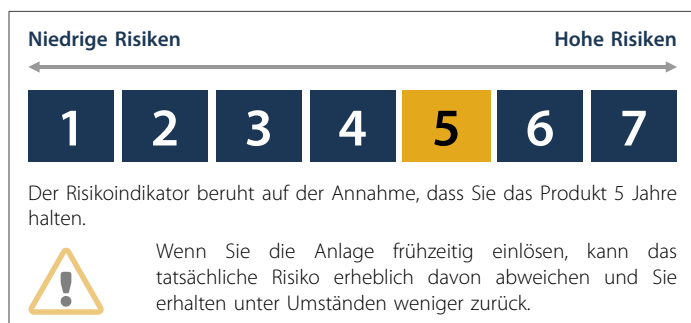 Niedrige Risiken Hohe Risiken
1 2 3 4 5 6 7
Der Risikoindikator beruht auf der Annahme, dass Sie das Produkt 5 Jahre
halten.
Wenn Sie die Anlage frühzeitig einlösen, kann das
tatsächliche Risiko erheblich davon abweichen und Sie
erhalten unter Umständen weniger zurück.